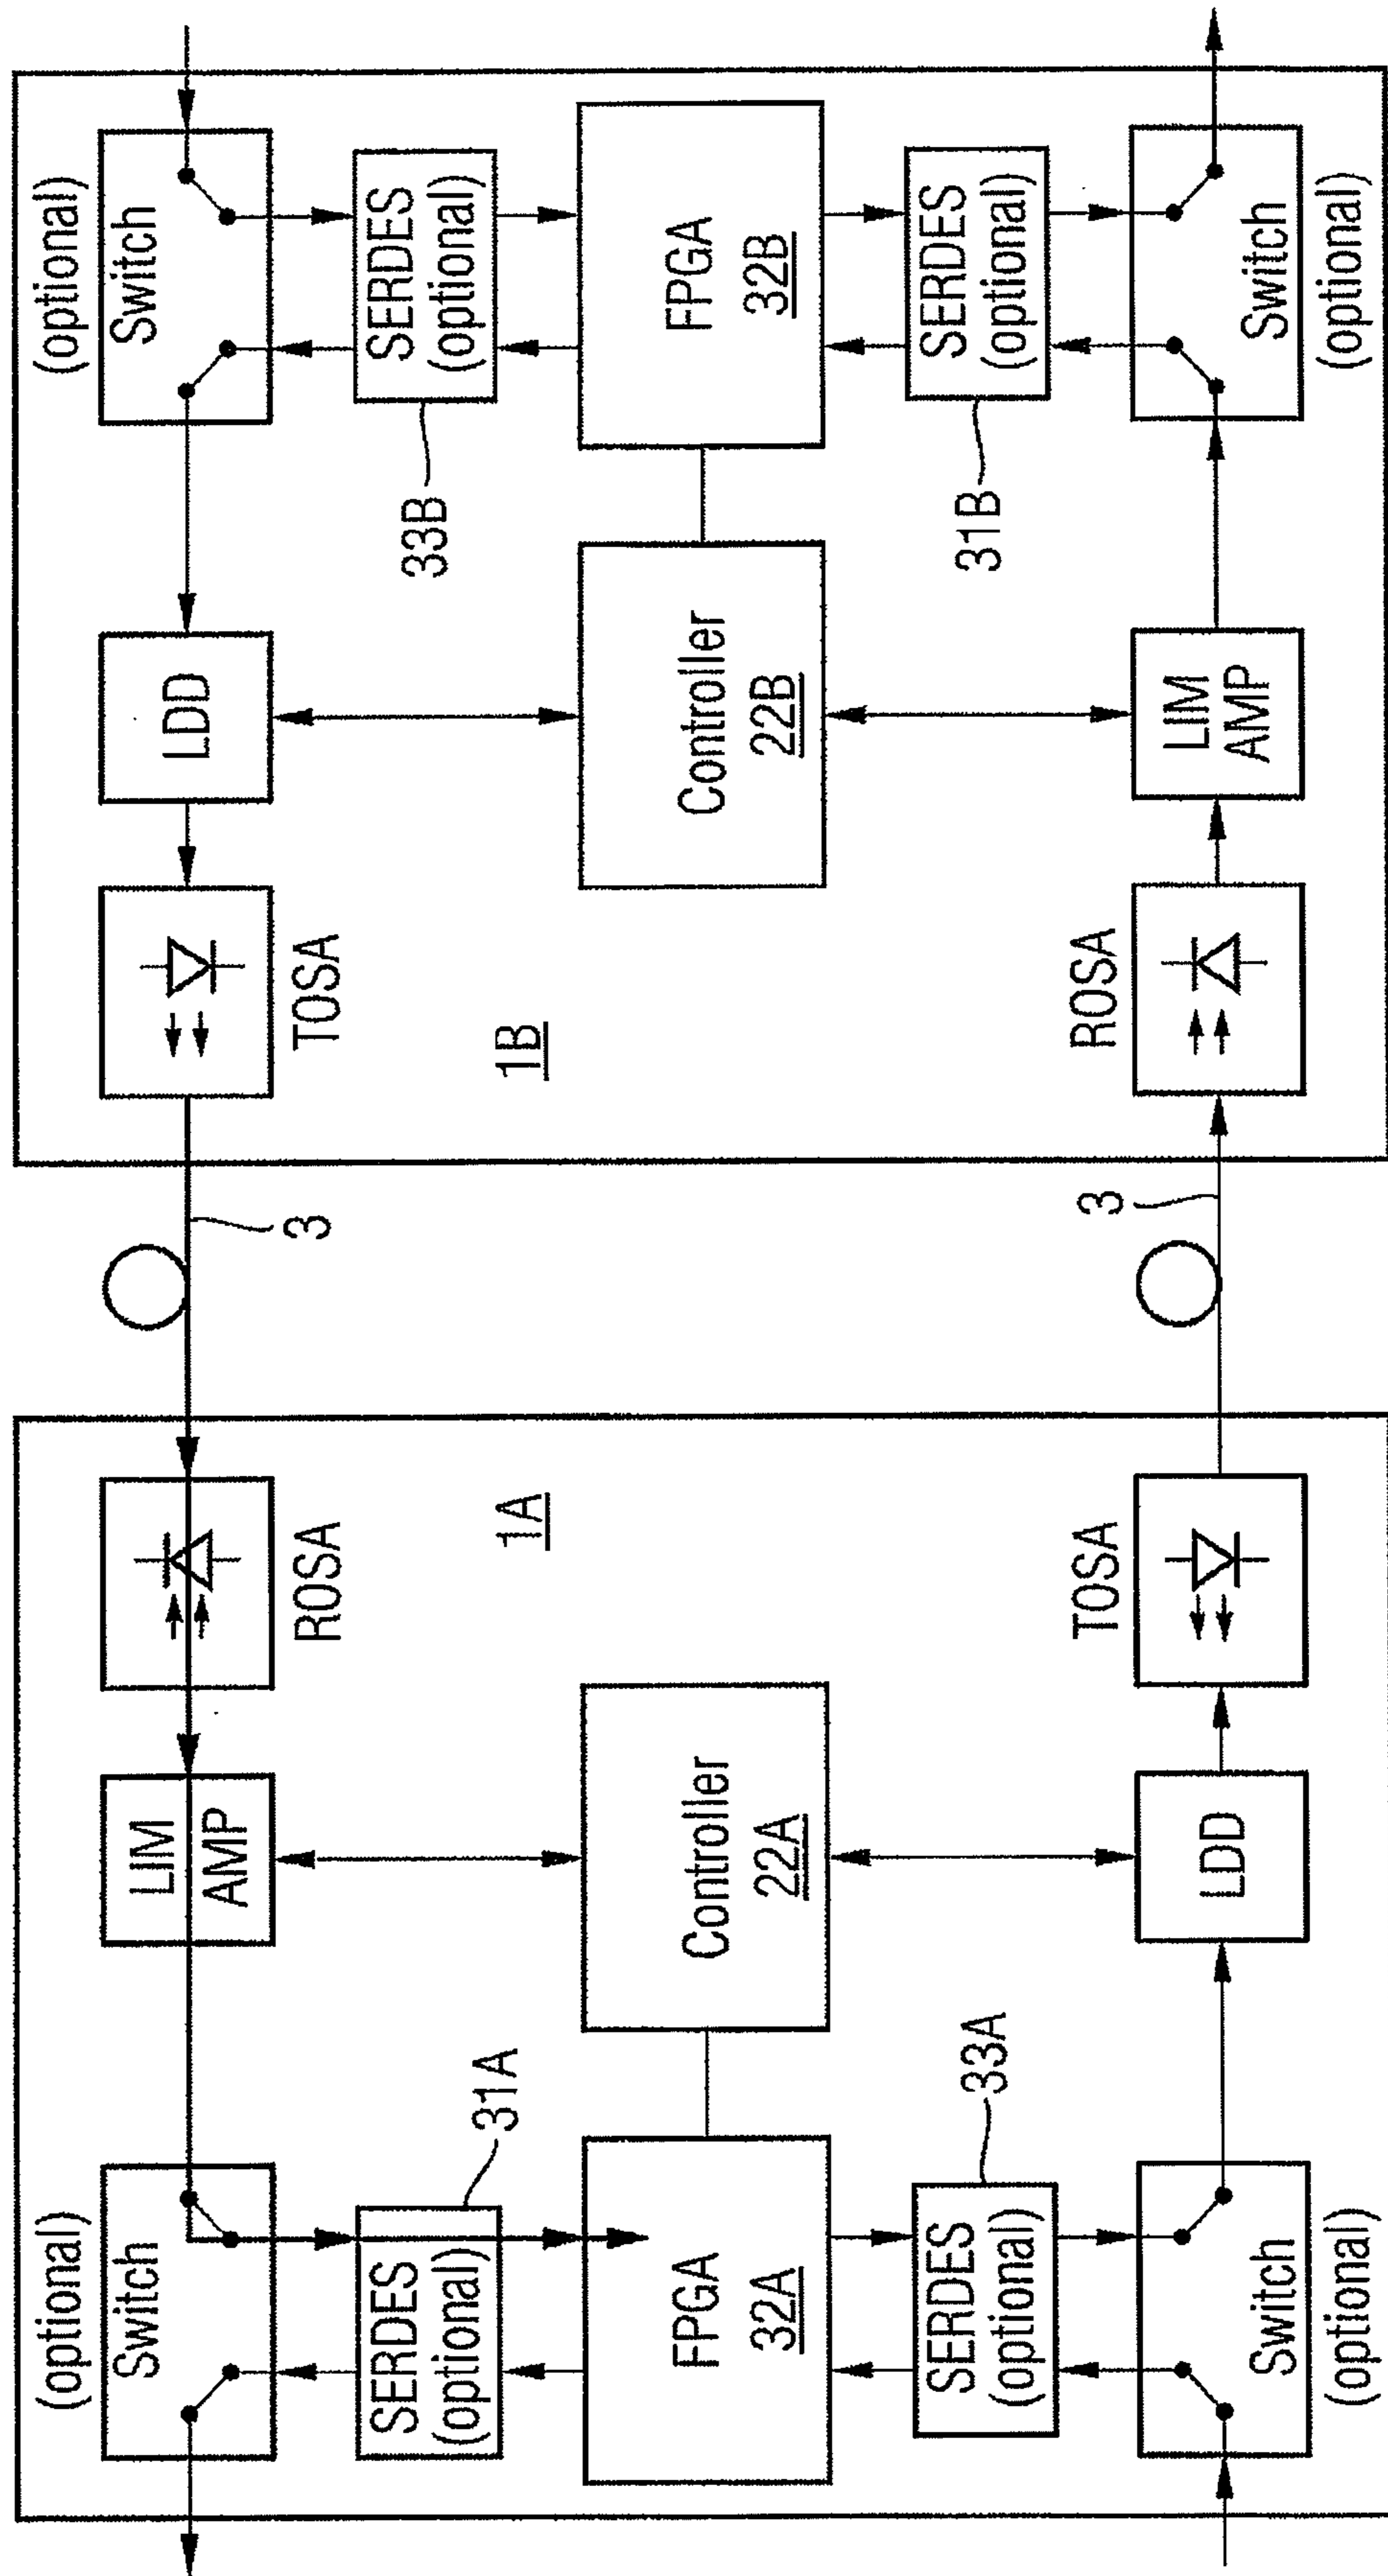 (optional)
Switch
LIM
AMP
ROSA
3
TOSA
LDD
(optional)
Switch
SERDES
(optional)
31A
1A
1B
33B
SERDES
(optional)
FPGA
32A
Controller
22A
Controller
22B
FPGA
32B
SERDES
(optional)
33A
TOSA
3
ROSA
31B
SERDES
(optional)
Switch
(optional)
LDD
LIM
AMP
Switch
(optional)